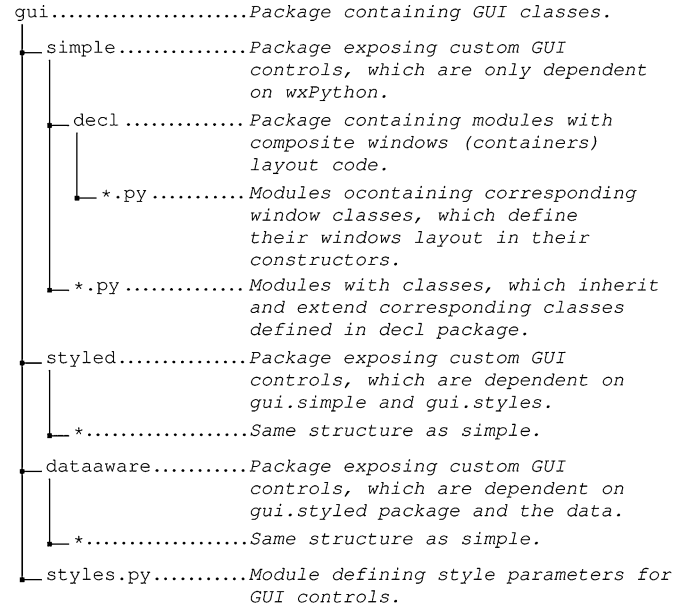 gui......................Package containing GUI classes.
simple..............Package exposing custom GUI
controls, which are only dependent
on wxPython.
decl .............. Package containing modules with
composite windows (containers)
layout code.
*.py ........... Modules ocontaining corresponding
window classes, which define
their windows layout in their
constructors.
*.py .............. Modules with classes, which inherit
and extend corresponding classes
defined in decl package.
styled..............Package exposing custom GUI
controls, which are dependent on
gui.simple and gui.styles.
*...................Same structure as simple.
dataaware...........Package exposing custom GUI
controls, which are dependent on
gui.styled package and the data.
*...................Same structure as simple.
styles.py...........Module defining style parameters for
GUI controls.